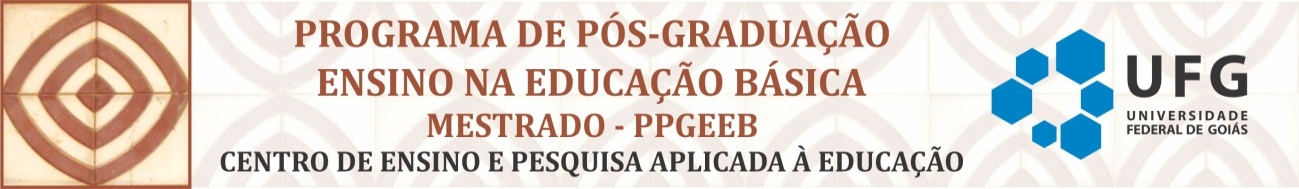 PROGRAMA DE PÓS-GRADUAÇÃO
ENSINO NA EDUCAÇÃO BÁSICA
MESTRADO - PPGEEB
CENTRO DE ENSINO E PESQUISA APLICADA À EDUCAÇÃO
UFG
UNIVERSIDADE
FEDERAL DE GOIÁS